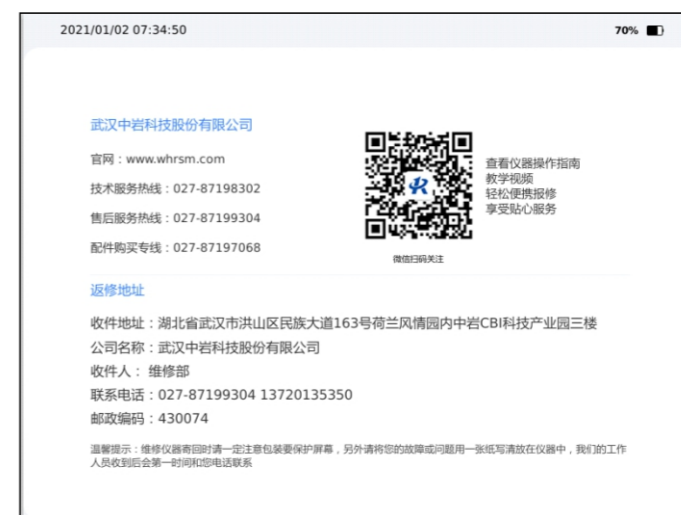 2021/01/02 07:34:50
70%
武汉中岩科技股份有限公司
官网：www.whrsm.com
技术服务热线：027-87198302
售后服务热线：027-87199304
配件购买专线：027-87197068
查看仪器操作指南
教学视频
轻松便携报修
享受贴心服务
微信扫码关注
返修地址
收件地址：湖北省武汉市洪山区民族大道163号荷兰风情园内中岩CBI科技产业园三楼
公司名称：武汉中岩科技股份有限公司
收件人： 维修部
联系电话：027-87199304 13720135350
邮政编码：430074
温馨提示：维修仪器寄回时请一定注意包装要保护屏幕，另外请将您的故障或问题用一张纸写清放在仪器中，我们的工作
人员收到后会第一时间和您电话联系